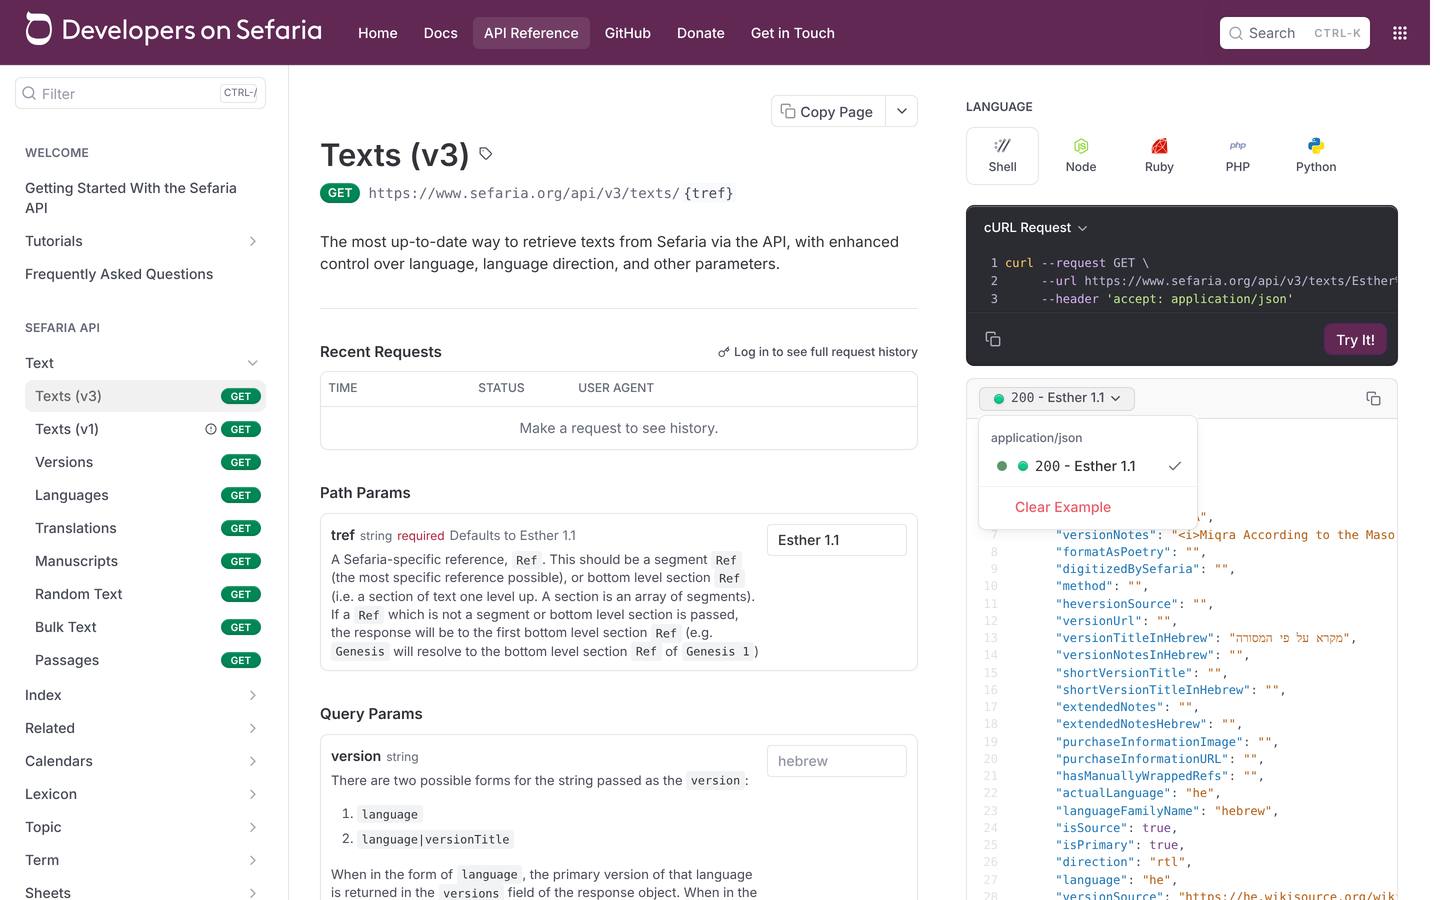 Developers on Sefaria
Home
Docs
API Reference
GitHub
Donate
Get in Touch
Search
CTRL-K
Filter
CTRL-/
WELCOME
Getting Started With the Sefaria
API
Tutorials
Frequently Asked Questions
SEFARIA API
Text
Texts (v3) GET
Texts (v1) GET
Versions GET
Languages GET
Translations GET
Manuscripts GET
Random Text GET
Bulk Text GET
Passages GET
Index
Related
Calendars
Lexicon
Topic
Term
Sheets
Copy Page
Texts (v3)
GET https://www.sefaria.org/api/v3/texts/{tref}
The most up-to-date way to retrieve texts from Sefaria via the API, with enhanced
control over language, language direction, and other parameters.
Recent Requests
Log in to see full request history
TIME STATUS USER AGENT
Make a request to see history.
Path Params
tref string required Defaults to Esther 1.1
Esther 1.1
A Sefaria-specific reference, Ref. This should be a segment Ref
(the most specific reference possible), or bottom level section Ref
(i.e. a section of text one level up. A section is an array of segments).
If a Ref which is not a segment or bottom level section is passed,
the response will be to the first bottom level section Ref (e.g.
Genesis will resolve to the bottom level section Ref of Genesis 1)
Query Params
version string
hebrew
There are two possible forms for the string passed as the version:
1. language
2. language|versionTitle
When in the form of language, the primary version of that language
is returned in the versions field of the response object. When in the
LANGUAGE
Shell
Node
Ruby
php
PHP
Python
cURL Request
1 curl --request GET \
2 --url https://www.sefaria.org/api/v3/texts/Esther
3 --header 'accept: application/json'
Try It!
200 - Esther 1.1
application/json
200 - Esther 1.1
Clear Example
",
7 "versionNotes": "<i>Miqra According to the Maso
8 "formatAsPoetry": "",
9 "digitizedBySefaria": "",
10 "method": "",
11 "heversionSource": "",
12 "versionUrl": "",
13 "versionTitleInHebrew": "מקרא על פי המסורה",
14 "versionNotesInHebrew": "",
15 "shortVersionTitle": "",
16 "shortVersionTitleInHebrew": "",
17 "extendedNotes": "",
18 "extendedNotesHebrew": "",
19 "purchaseInformationImage": "",
20 "purchaseInformationURL": "",
21 "hasManuallyWrappedRefs": "",
22 "actualLanguage": "he",
23 "languageFamilyName": "hebrew",
24 "isSource": true,
25 "isPrimary": true,
26 "direction": "rtl",
27 "language": "he",
28 "versionSource": "https://he.wikisource.org/wik